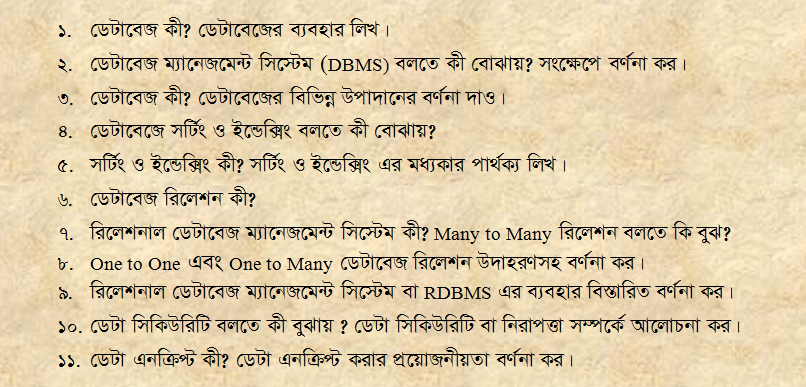 ১. ডেটাবেজ কী? ডেটাবেজের ব্যবহার লিখ।
২. ডেটাবেজ ম্যানেজমেন্ট সিস্টেম (DBMS) বলতে কী বোঝায়? সংক্ষেপে বর্ণনা কর।
৩. ডেটাবেজ কী? ডেটাবেজের বিভিন্ন উপাদানের বর্ণনা দাও।
৪. ডেটাবেজে সর্টিং ও ইন্ডেক্সিং বলতে কী বোঝায়?
৫. সর্টিং ও ইন্ডেক্সিং কী? সর্টিং ও ইন্ডেক্সিং এর মধ্যকার পার্থক্য লিখ।
৬. ডেটাবেজ রিলেশন কী?
৭. রিলেশনাল ডেটাবেজ ম্যানেজমেন্ট সিস্টেম কী? Many to Many রিলেশন বলতে কি বুঝ?
৮. One to One এবং One to Many ডেটাবেজ রিলেশন উদাহরণসহ বর্ণনা কর।
৯. রিলেশনাল ডেটাবেজ ম্যানেজমেন্ট সিস্টেম বা RDBMS এর ব্যবহার বিস্তারিত বর্ণনা কর।
১০. ডেটা সিকিউরিটি বলতে কী বুঝায় ? ডেটা সিকিউরিটি বা নিরাপত্তা সম্পর্কে আলোচনা কর।
১১. ডেটা এনক্রিপ্ট কী? ডেটা এনক্রিপ্ট করার প্রয়োজনীয়তা বর্ণনা কর।